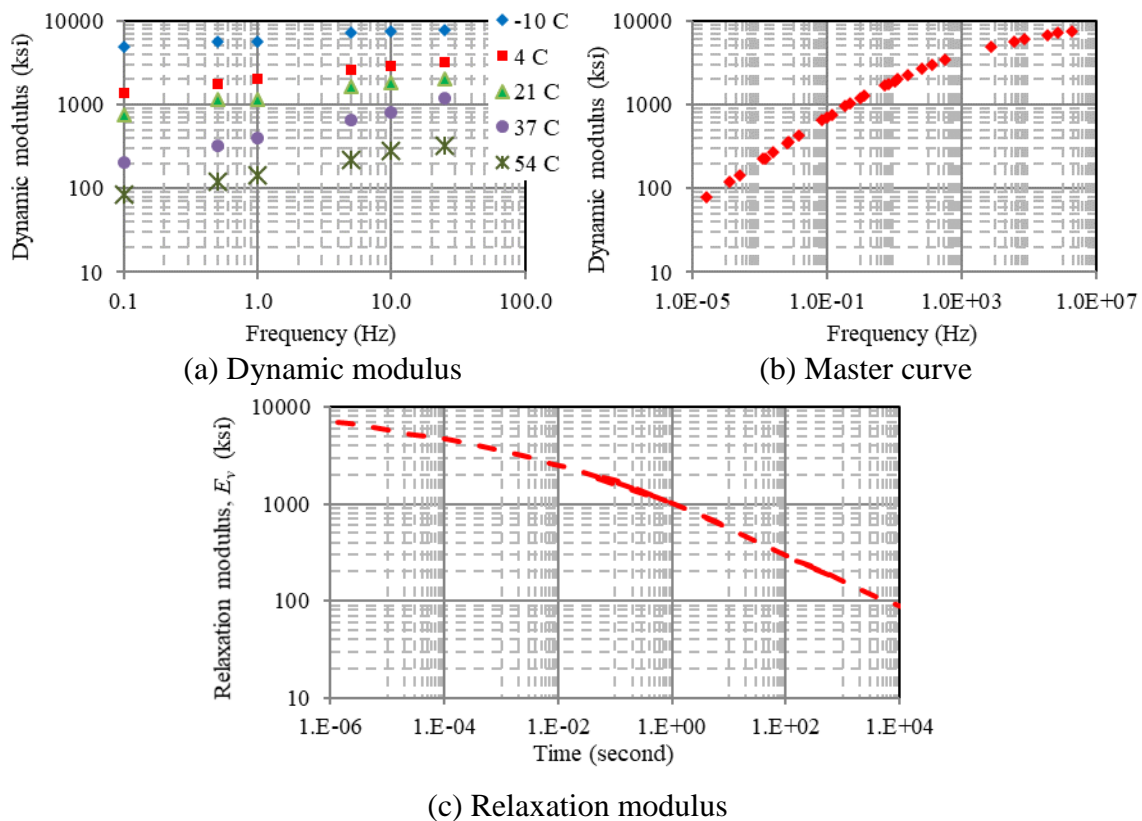 10000
1000
100
10
Dynamic modulus (ksi)
0.1 1.0 10.0 100.0
Frequency (Hz)
-10 C
4 C
21 C
37 C
54 C
(a) Dynamic modulus
10000
1000
100
10
Dynamic modulus (ksi)
1.0E-05 1.0E-01 1.0E+03 1.0E+07
Frequency (Hz)
(b) Master curve
10000
1000
100
10
Relaxation modulus, Ev (ksi)
1.E-06 1.E-04 1.E-02 1.E+00 1.E+02 1.E+04
Time (second)
(c) Relaxation modulus